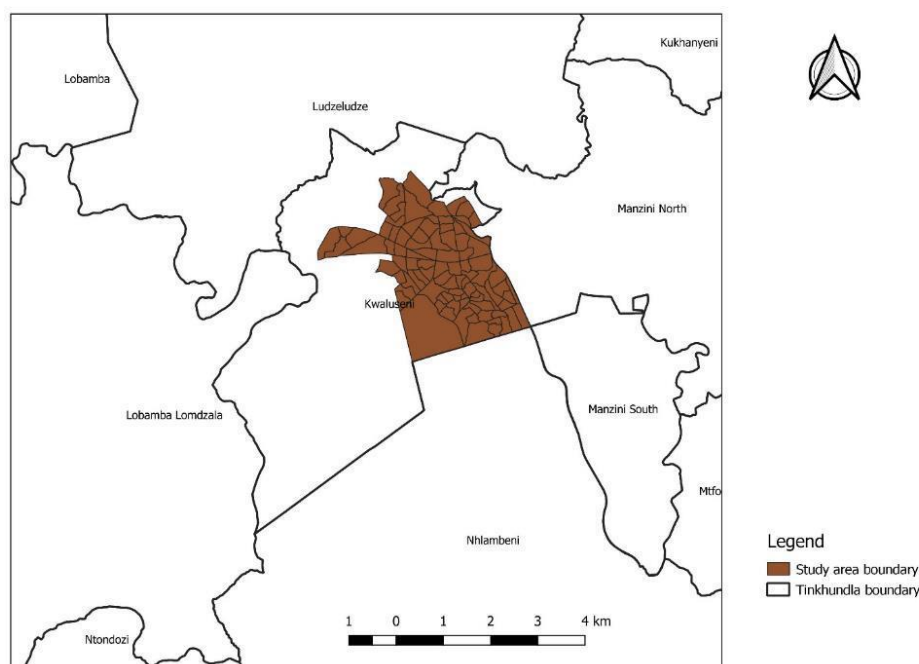 Kukhanyeni
Lobamba
Ludzeludze
Manzini North
Kwaluseni
Lobamba Lomdzala
Manzini South
Mtfo
Nhlambeni
Legend
Study area boundary
Tinkhundla boundary
1 0 1 2 3 4 km
Ntondozi